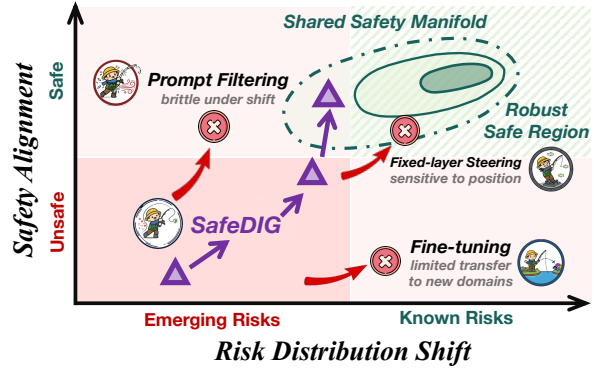 Shared Safety Manifold
Prompt Filtering
brittle under shift
Robust
Safe Region
Fixed-layer Steering
sensitive to position
SafeDIG
Fine-tuning
limited transfer
to new domains
Safety Alignment
Safe
Unsafe
Emerging Risks
Known Risks
Risk Distribution Shift